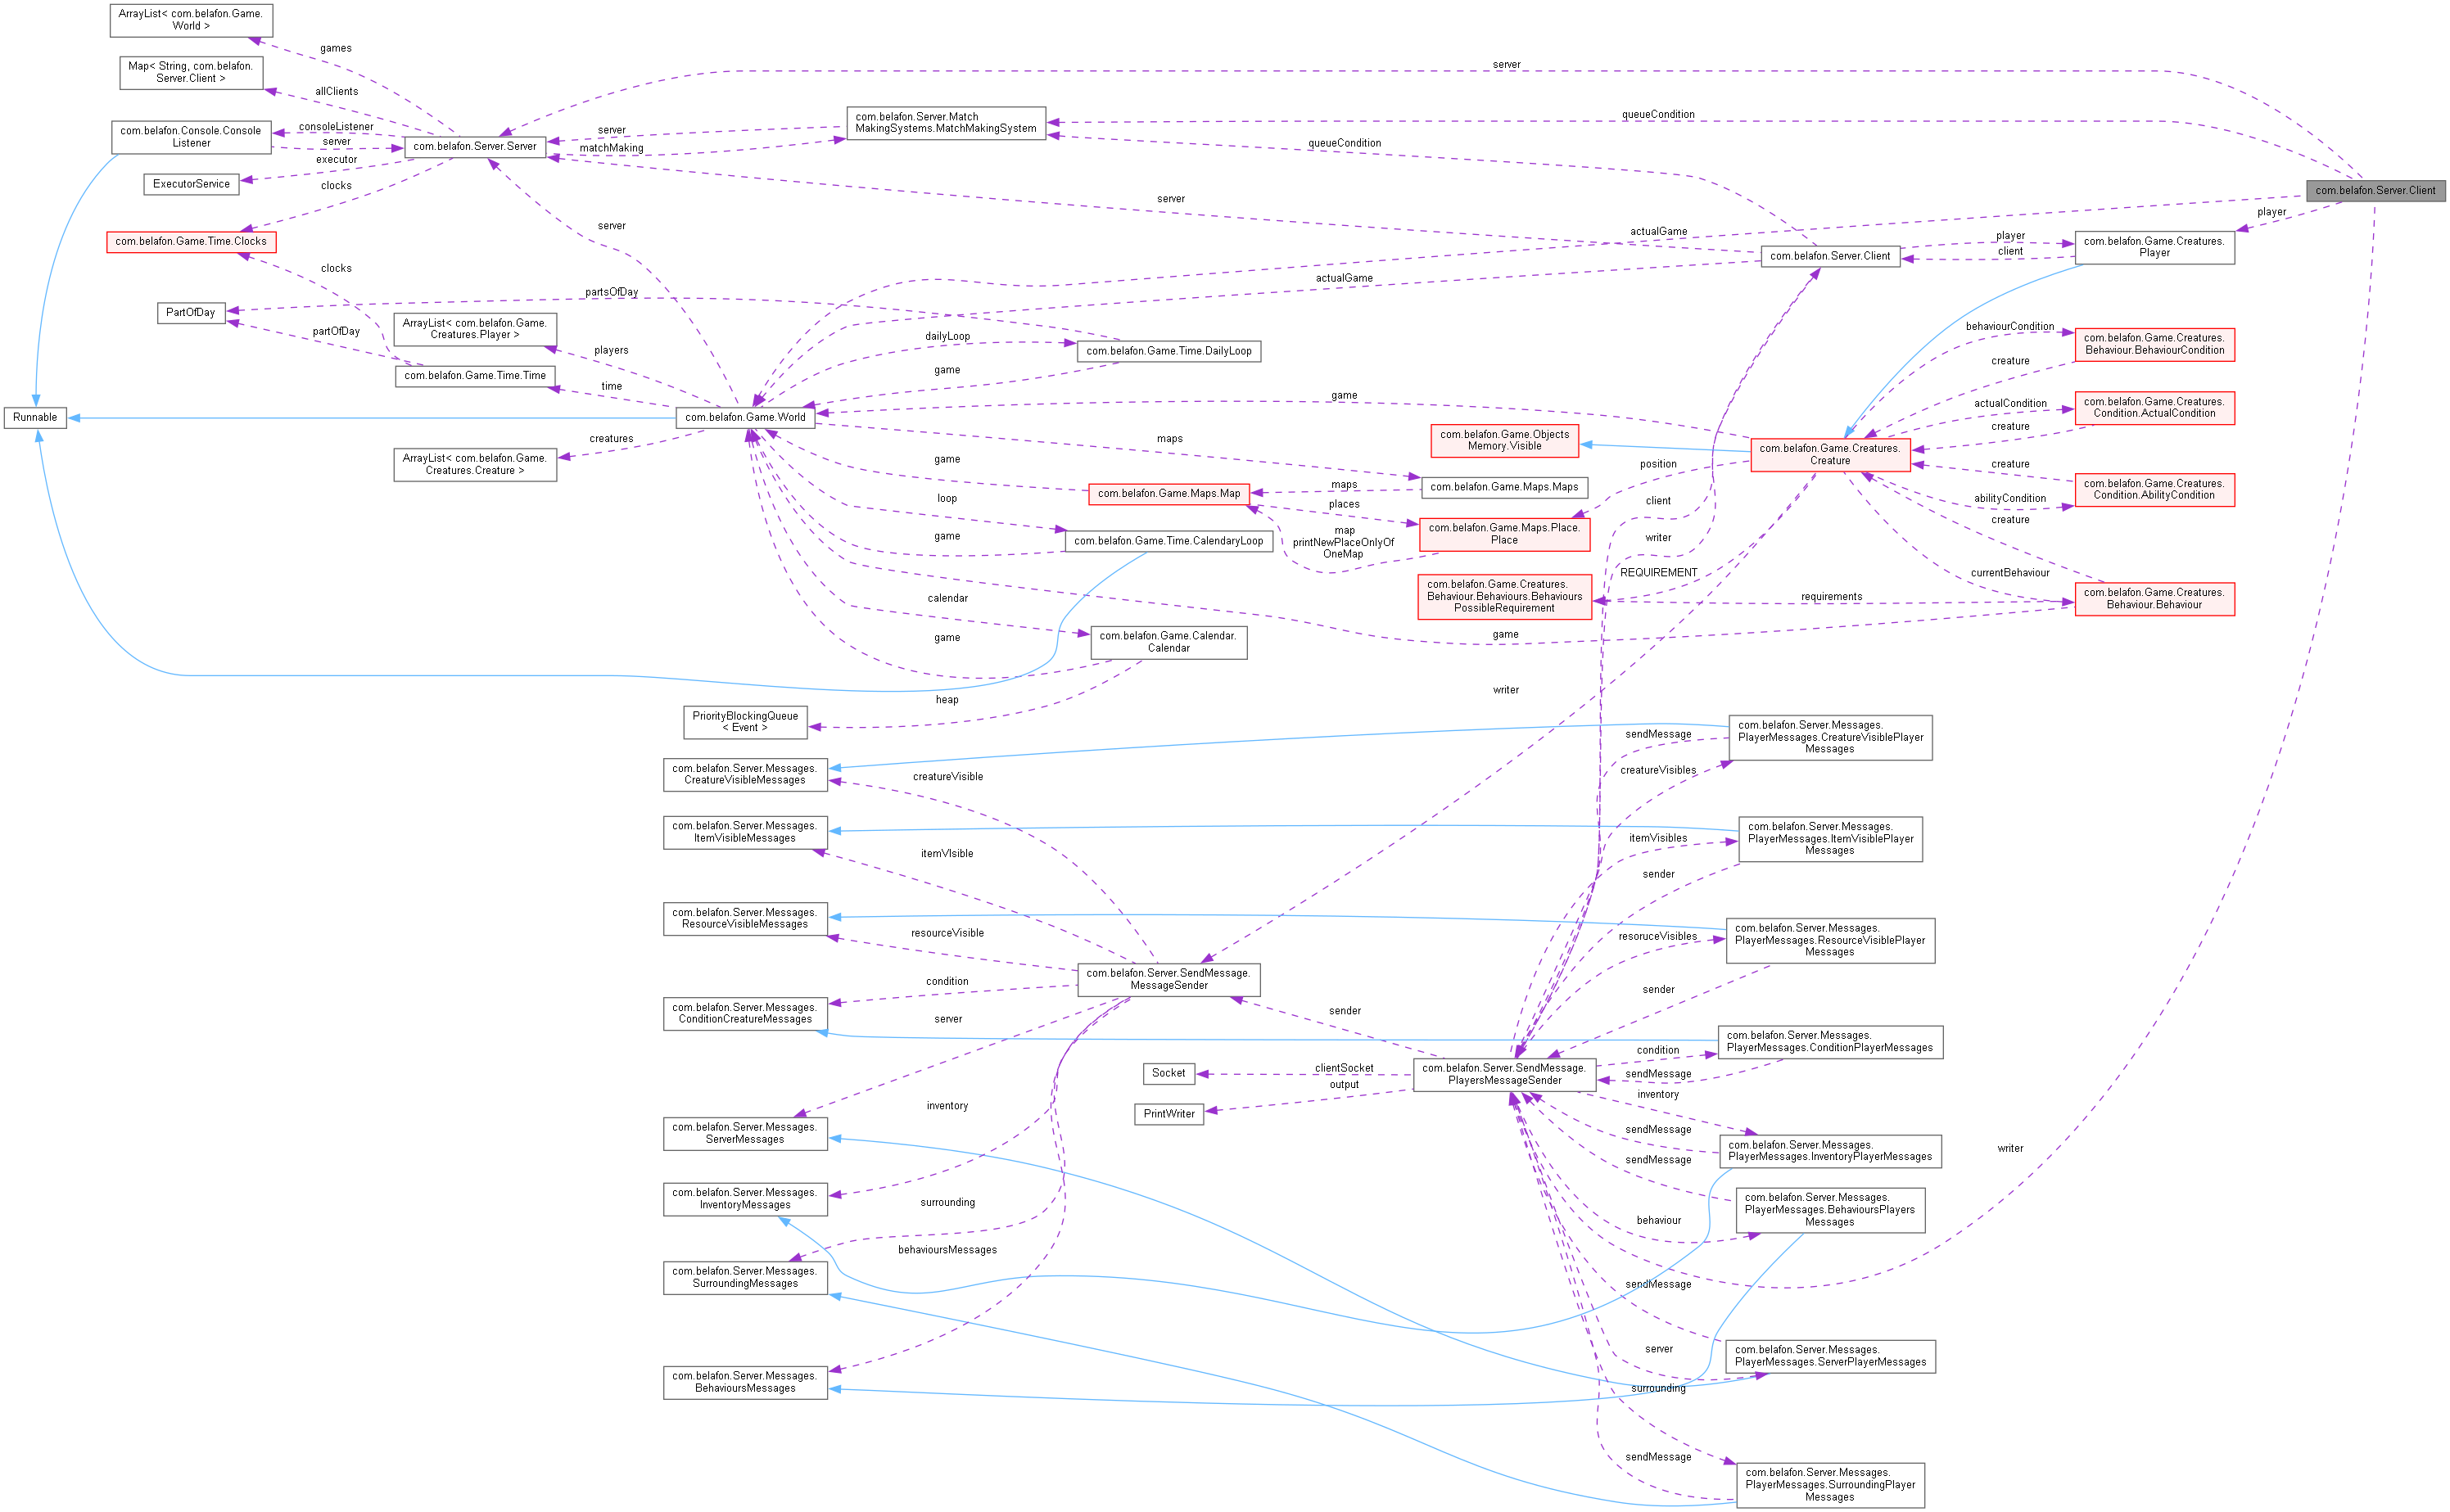 ArrayList< com.belafon.Game.
World >
games
Map< String, com.belafon.
Server.Client >
allClients
server
com.belafon.Console.Console
Listener
consoleListener
server
com.belafon.Server.Server
server
matchMaking
com.belafon.Server.Match
MakingSystems.MatchMakingSystem
queueCondition
queueCondition
executor
ExecutorService
clocks
com.belafon.Server.Client
server
server
player
com.belafon.Game.Time.Clocks
actualGame
player
client
com.belafon.Game.Creatures.
Player
com.belafon.Server.Client
clocks
actualGame
partsOfDay
PartOfDay
partOfDay
ArrayList< com.belafon.Game.
Creatures.Player >
players
dailyLoop
com.belafon.Game.Time.DailyLoop
game
behaviourCondition
com.belafon.Game.Creatures.
Behaviour.BehaviourCondition
creature
com.belafon.Game.Time.Time
time
Runnable
com.belafon.Game.World
game
actualCondition
com.belafon.Game.Creatures.
Condition.ActualCondition
creature
creatures
ArrayList< com.belafon.Game.
Creatures.Creature >
maps
game
com.belafon.Game.Objects
Memory.Visible
com.belafon.Game.Creatures.
Creature
position
creature
com.belafon.Game.Creatures.
Condition.AbilityCondition
abilityCondition
creature
com.belafon.Game.Maps.Map
maps
com.belafon.Game.Maps.Maps
places
loop
game
com.belafon.Game.Time.CalendaryLoop
map
printNewPlaceOnlyOf
OneMap
com.belafon.Game.Maps.Place.
Place
client
writer
REQUIREMENT
currentBehaviour
com.belafon.Game.Creatures.
Behaviour.Behaviours.Behaviours
PossibleRequirement
requirements
com.belafon.Game.Creatures.
Behaviour.Behaviour
calendar
game
com.belafon.Game.Calendar.
Calendar
game
heap
writer
PriorityBlockingQueue
< Event >
com.belafon.Server.Messages.
CreatureVisibleMessages
creatureVisible
sendMessage
creatureVisibles
com.belafon.Server.Messages.
PlayerMessages.CreatureVisiblePlayer
Messages
com.belafon.Server.Messages.
ItemVisibleMessages
itemVIsible
itemVisibles
sender
com.belafon.Server.Messages.
PlayerMessages.ItemVisiblePlayer
Messages
com.belafon.Server.Messages.
ResourceVisibleMessages
resourceVisible
resoruceVisibles
com.belafon.Server.Messages.
PlayerMessages.ResourceVisiblePlayer
Messages
com.belafon.Server.SendMessage.
MessageSender
condition
sender
com.belafon.Server.Messages.
ConditionCreatureMessages
server
sender
com.belafon.Server.Messages.
PlayerMessages.ConditionPlayerMessages
condition
sendMessage
Socket
clientSocket
output
PrintWriter
com.belafon.Server.SendMessage.
PlayersMessageSender
inventory
inventory
sendMessage
com.belafon.Server.Messages.
ServerMessages
com.belafon.Server.Messages.
PlayerMessages.InventoryPlayerMessages
sendMessage
writer
com.belafon.Server.Messages.
InventoryMessages
surrounding
com.belafon.Server.Messages.
PlayerMessages.BehavioursPlayers
Messages
behaviour
behavioursMessages
com.belafon.Server.Messages.
SurroundingMessages
sendMessage
server
com.belafon.Server.Messages.
PlayerMessages.ServerPlayerMessages
com.belafon.Server.Messages.
BehavioursMessages
surrounding
sendMessage
com.belafon.Server.Messages.
PlayerMessages.SurroundingPlayer
Messages